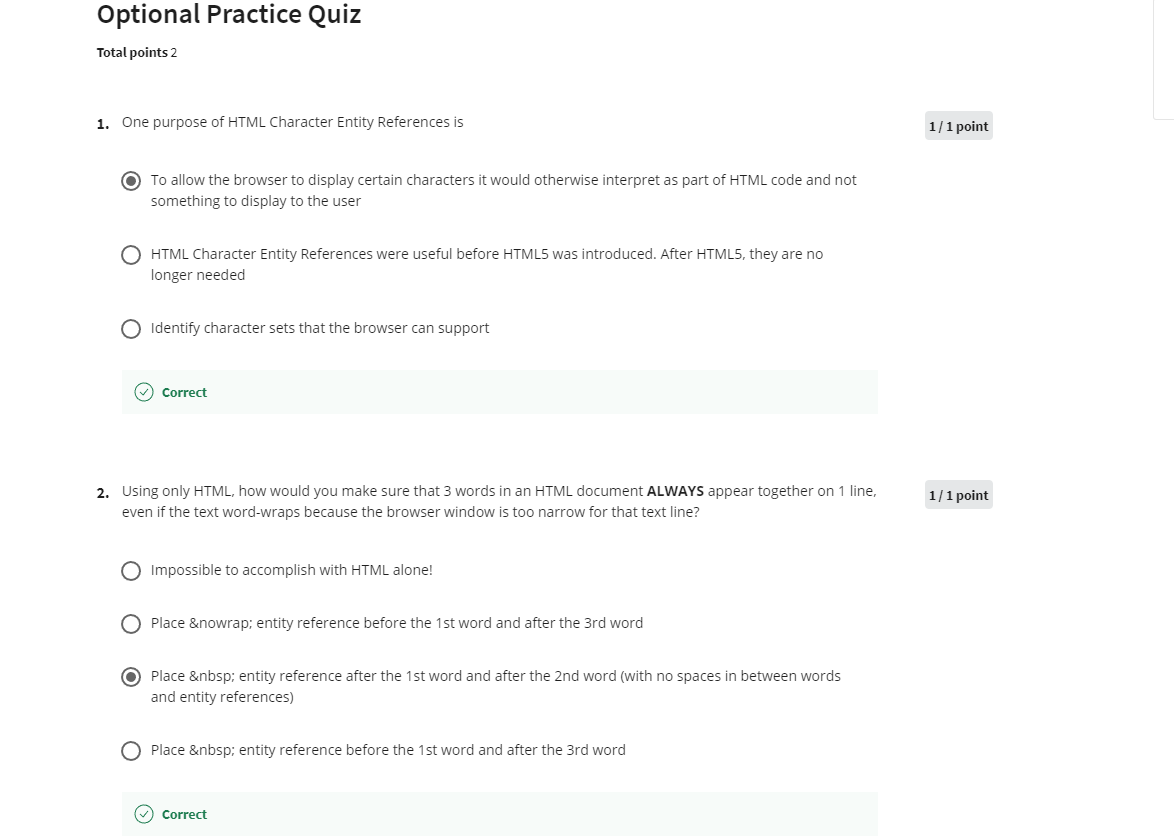 Optional Practice Quiz
Total points 2
1. One purpose of HTML Character Entity References is
1 / 1 point
To allow the browser to display certain characters it would otherwise interpret as part of HTML code and not
something to display to the user
HTML Character Entity References were useful before HTML5 was introduced. After HTML5, they are no
longer needed
Identify character sets that the browser can support
Correct
2. Using only HTML, how would you make sure that 3 words in an HTML document ALWAYS appear together on 1 line,
even if the text word-wraps because the browser window is too narrow for that text line?
1 / 1 point
Impossible to accomplish with HTML alone!
Place &nowrap; entity reference before the 1st word and after the 3rd word
Place &nbsp; entity reference after the 1st word and after the 2nd word (with no spaces in between words
and entity references)
Place &nbsp; entity reference before the 1st word and after the 3rd word
Correct